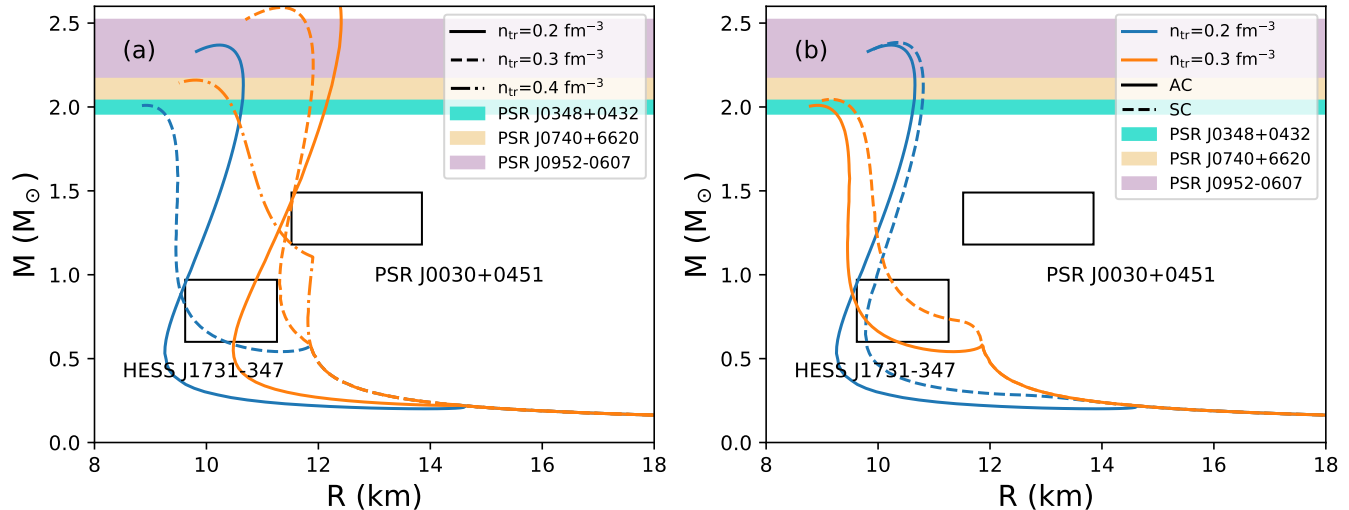 (a)
n_tr=0.2 fm⁻³
n_tr=0.3 fm⁻³
n_tr=0.4 fm⁻³
PSR J0348+0432
PSR J0740+6620
PSR J0952-0607
PSR J0030+0451
HESS J1731-347
2.5
2.0
1.5
1.0
0.5
0.0
M (M⊙)
8
10
12
14
16
18
R (km)
(b)
n_tr=0.2 fm⁻³
n_tr=0.3 fm⁻³
AC
SC
PSR J0348+0432
PSR J0740+6620
PSR J0952-0607
PSR J0030+0451
HESS J1731-347
2.5
2.0
1.5
1.0
0.5
0.0
M (M⊙)
8
10
12
14
16
18
R (km)